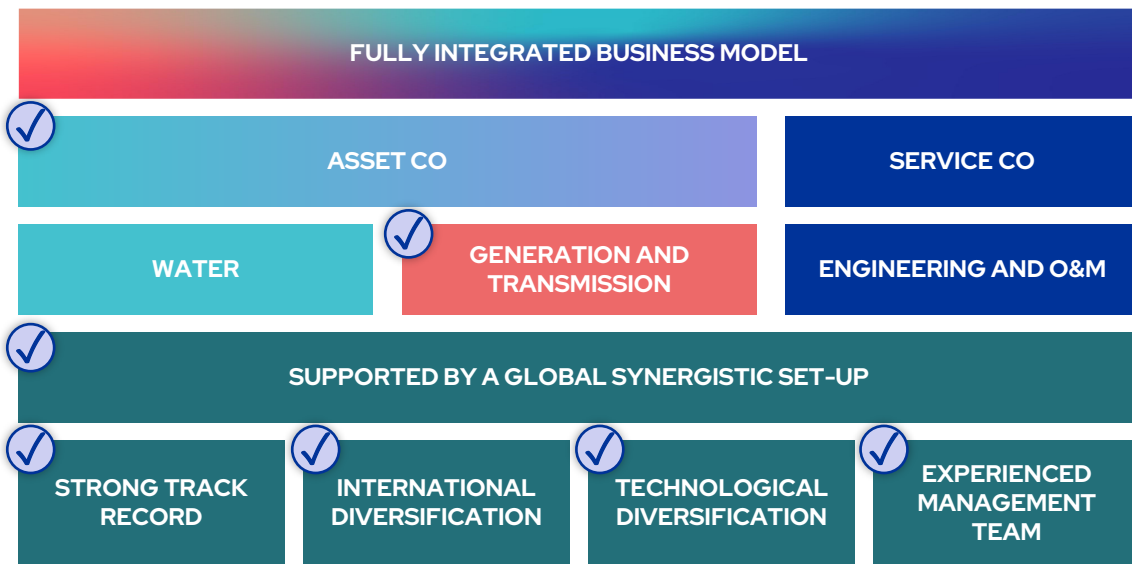 FULLY INTEGRATED BUSINESS MODEL
ASSET CO
SERVICE CO
WATER
GENERATION AND
TRANSMISSION
ENGINEERING AND O&M
SUPPORTED BY A GLOBAL SYNERGISTIC SET-UP
STRONG TRACK
RECORD
INTERNATIONAL
DIVERSIFICATION
TECHNOLOGICAL
DIVERSIFICATION
EXPERIENCED
MANAGEMENT
TEAM